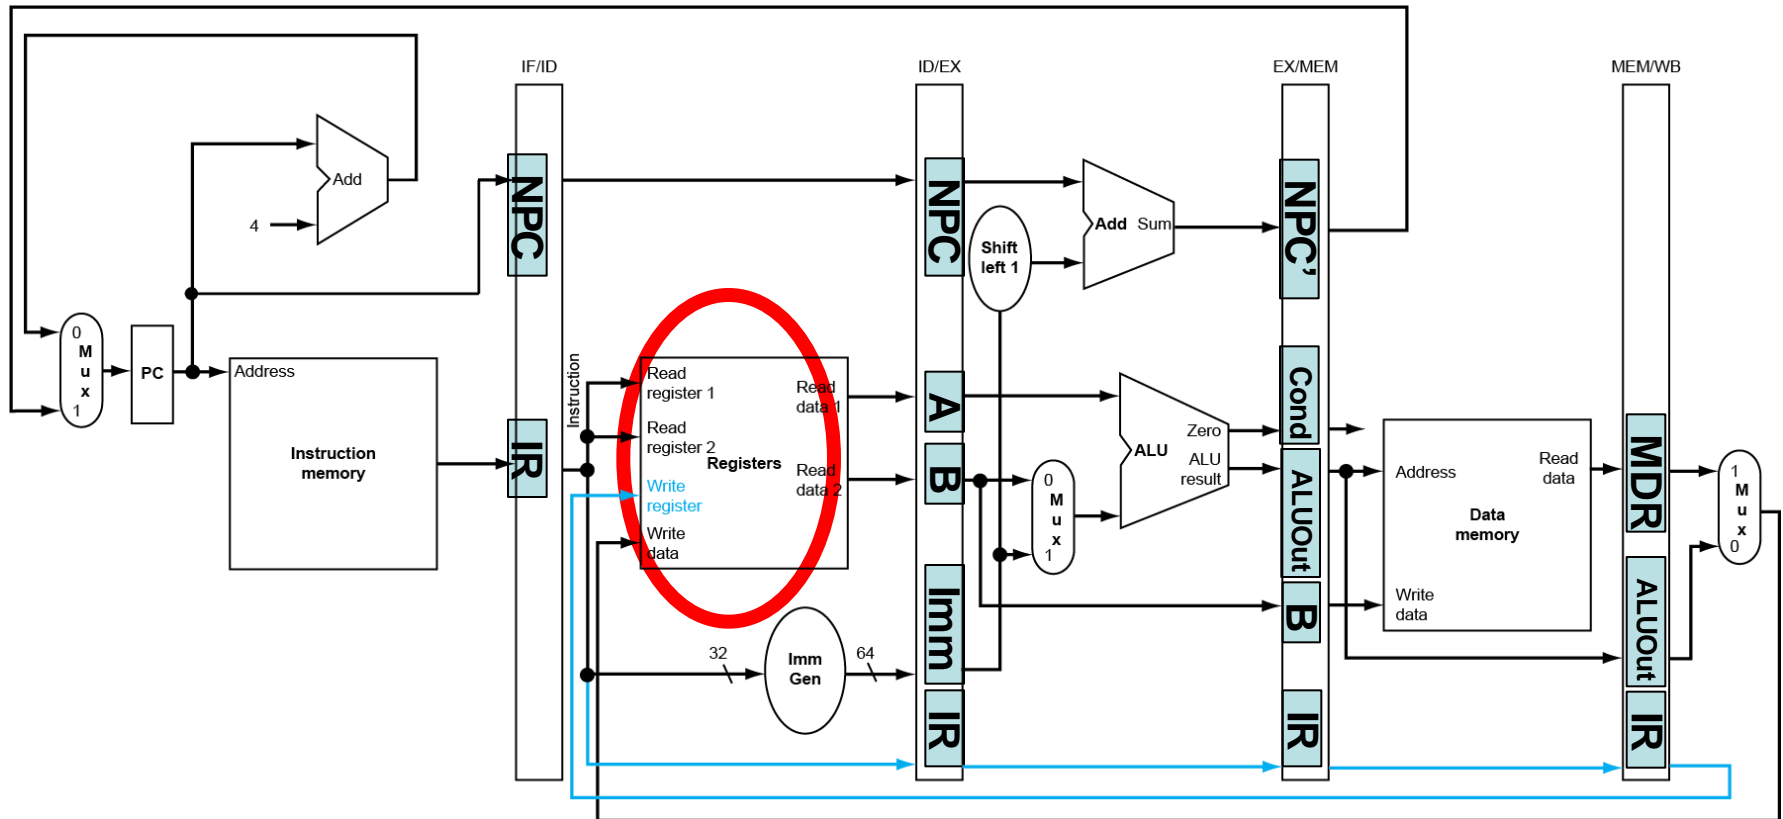 IF/ID
ID/EX
EX/MEM
MEM/WB
Add
4
NPC
NPC
Add Sum
NPC'
Shift
left 1
0
M
u
x
1
PC
Address
Instruction
memory
IR
Instruction
Read
register 1
Read
register 2
Write
register
Write
data
Registers
Read
data 1
Read
data 2
A
B
0
M
u
x
1
ALU
Zero
ALU
result
Cond
ALUOut
B
Address
Read
data
Data
memory
Write
data
MDR
ALUOut
1
M
u
x
0
32
Imm
Gen
64
Imm
IR
IR
IR